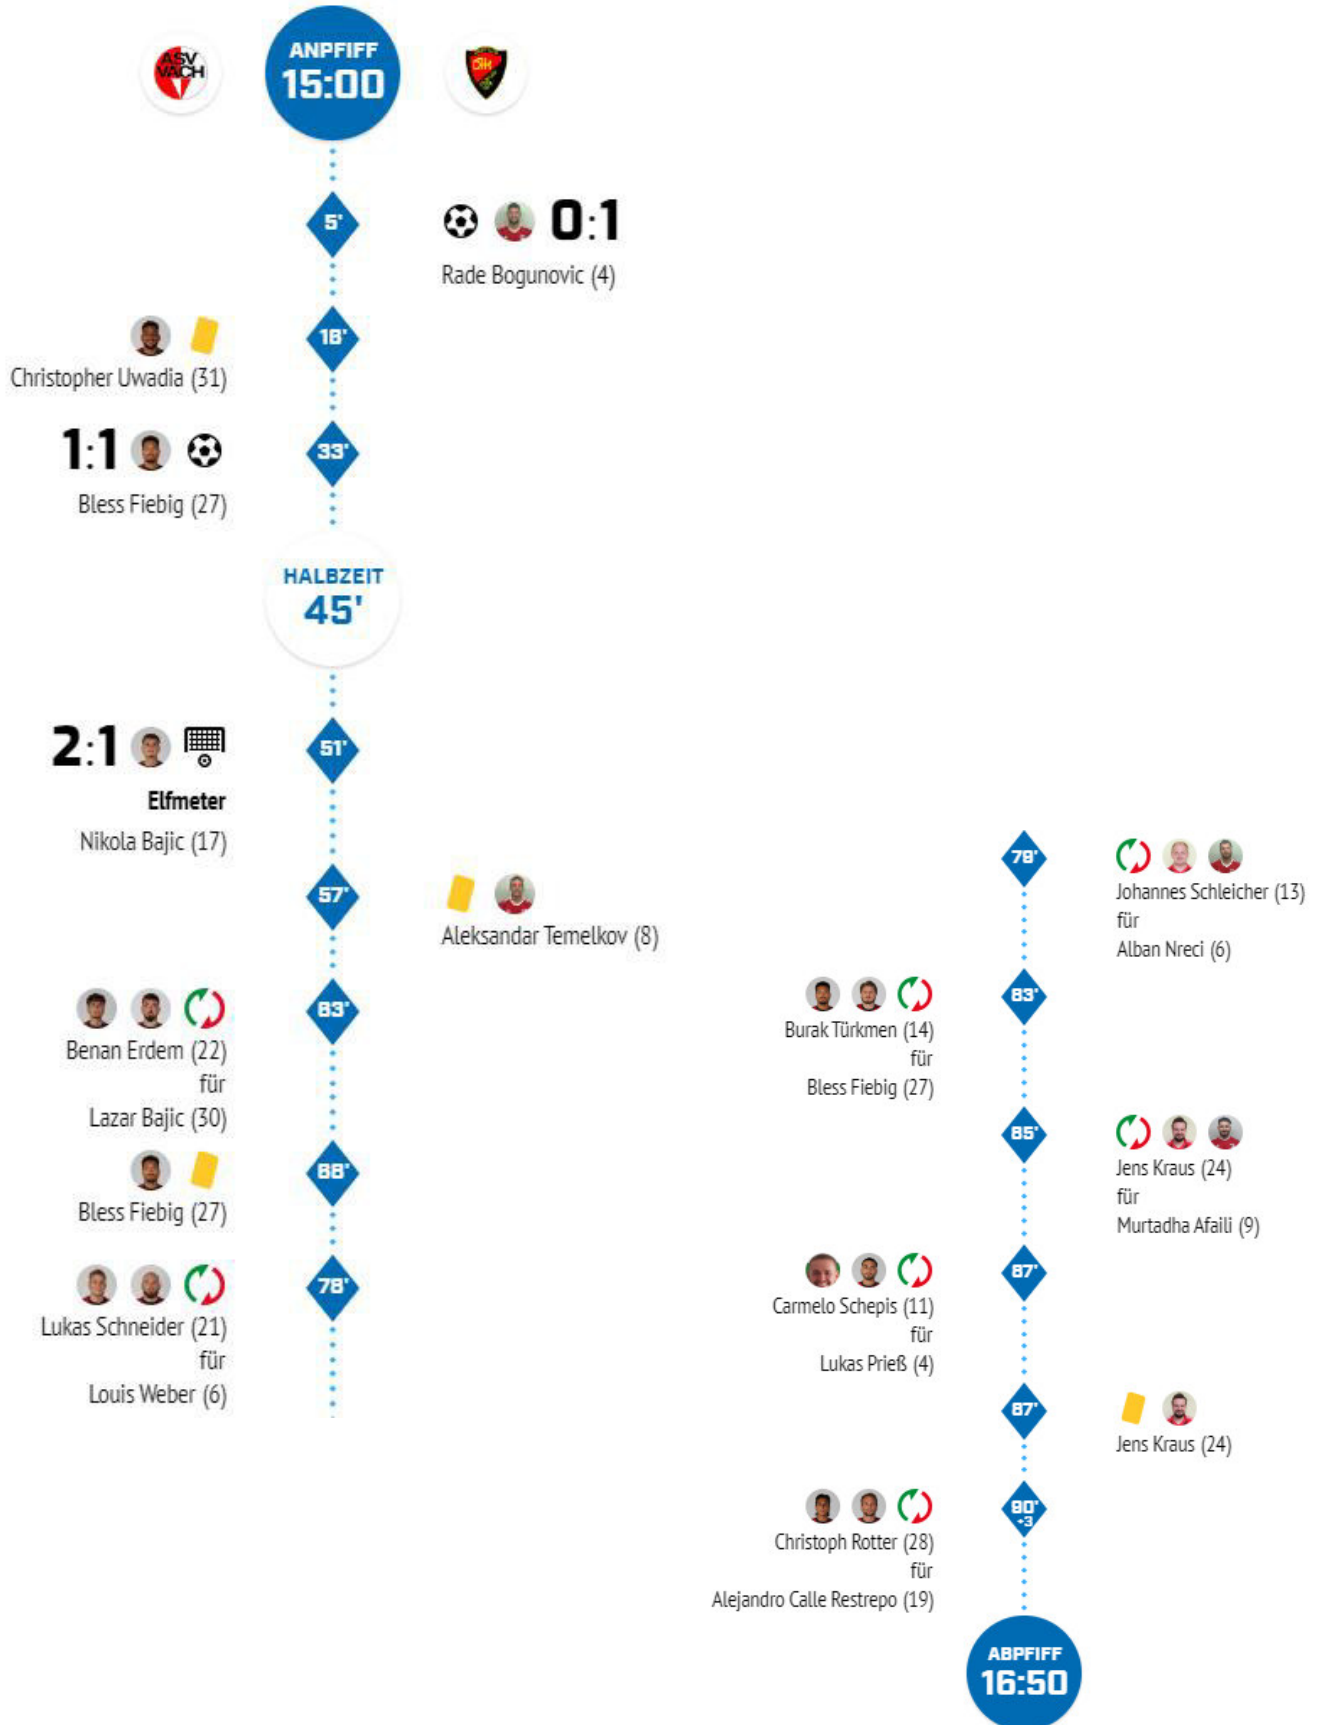 ASV
VACH
ANPFIFF
15:00
5'
0:1
Rade Bogunovic (4)
18'
Christopher Uwadia (31)
1:1
33'
Bless Fiebig (27)
HALBZEIT
45'
2:1
51'
Elfmeter
Nikola Bajic (17)
57'
Aleksandar Temelkov (8)
63'
Benan Erdem (22)
für
Lazar Bajic (30)
68'
Bless Fiebig (27)
78'
Lukas Schneider (21)
für
Louis Weber (6)
79'
Johannes Schleicher (13)
für
Alban Nreci (6)
83'
Burak Türkmen (14)
für
Bless Fiebig (27)
85'
Jens Kraus (24)
für
Murtadha Afaili (9)
87'
Carmelo Schepis (11)
für
Lukas Prieß (4)
87'
Jens Kraus (24)
90'
+3
Christoph Rotter (28)
für
Alejandro Calle Restrepo (19)
ABPFIFF
16:50